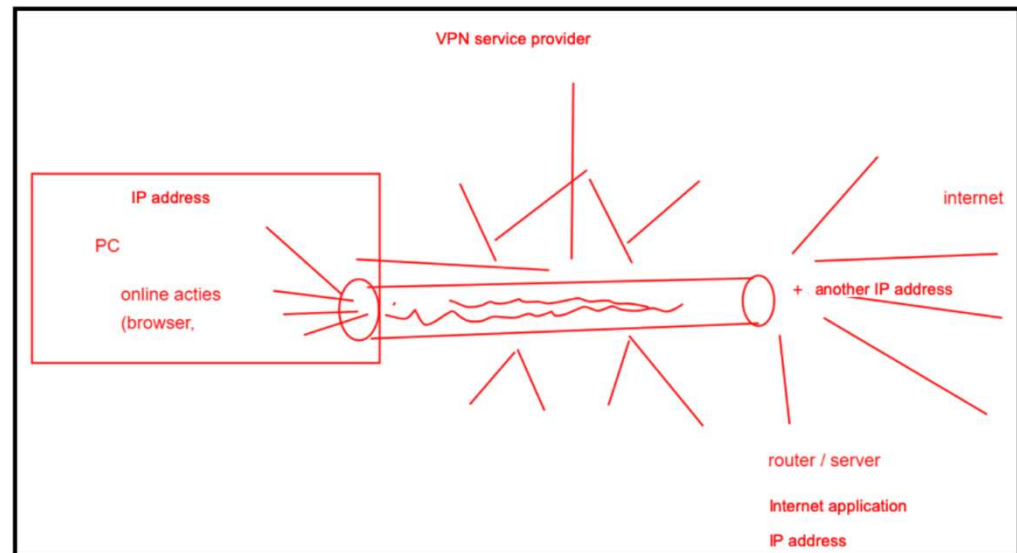 VPN service provider
IP address
PC
internet
online acties
(browser,
+ another IP address
router / server
Internet application
IP address